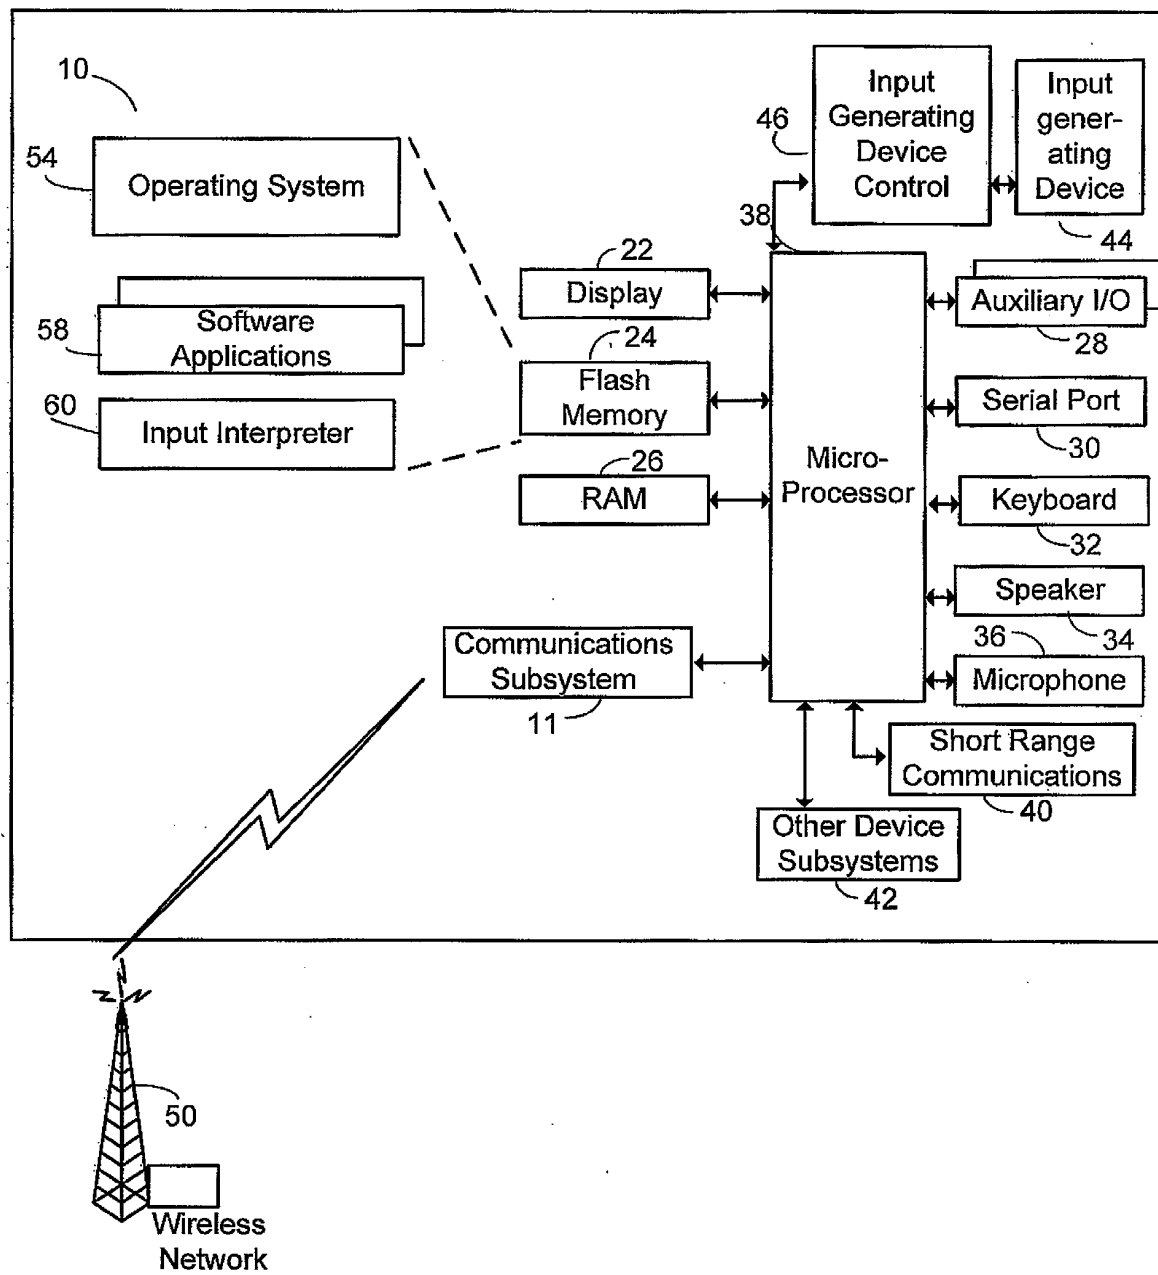 10
54
Operating System
58
Software
Applications
60
Input Interpreter
46
Input
Generating
Device
Control
Input
gener-
ating
Device
44
38
22
Display
24
Flash
Memory
26
RAM
Micro-
Processor
Auxiliary I/O
28
Serial Port
30
Keyboard
32
Speaker
34
36
Microphone
Communications
Subsystem
11
Short Range
Communications
40
Other Device
Subsystems
42
50
Wireless
Network